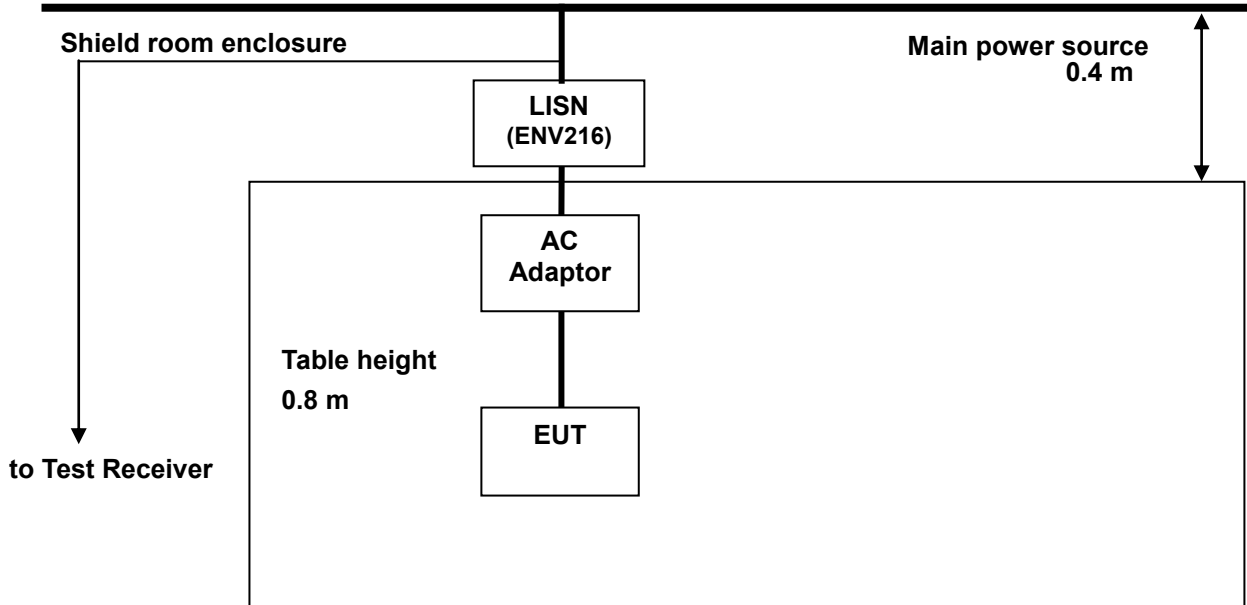 Shield room enclosure
Main power source
0.4 m
LISN
(ENV216)
AC
Adaptor
Table height
0.8 m
EUT
to Test Receiver